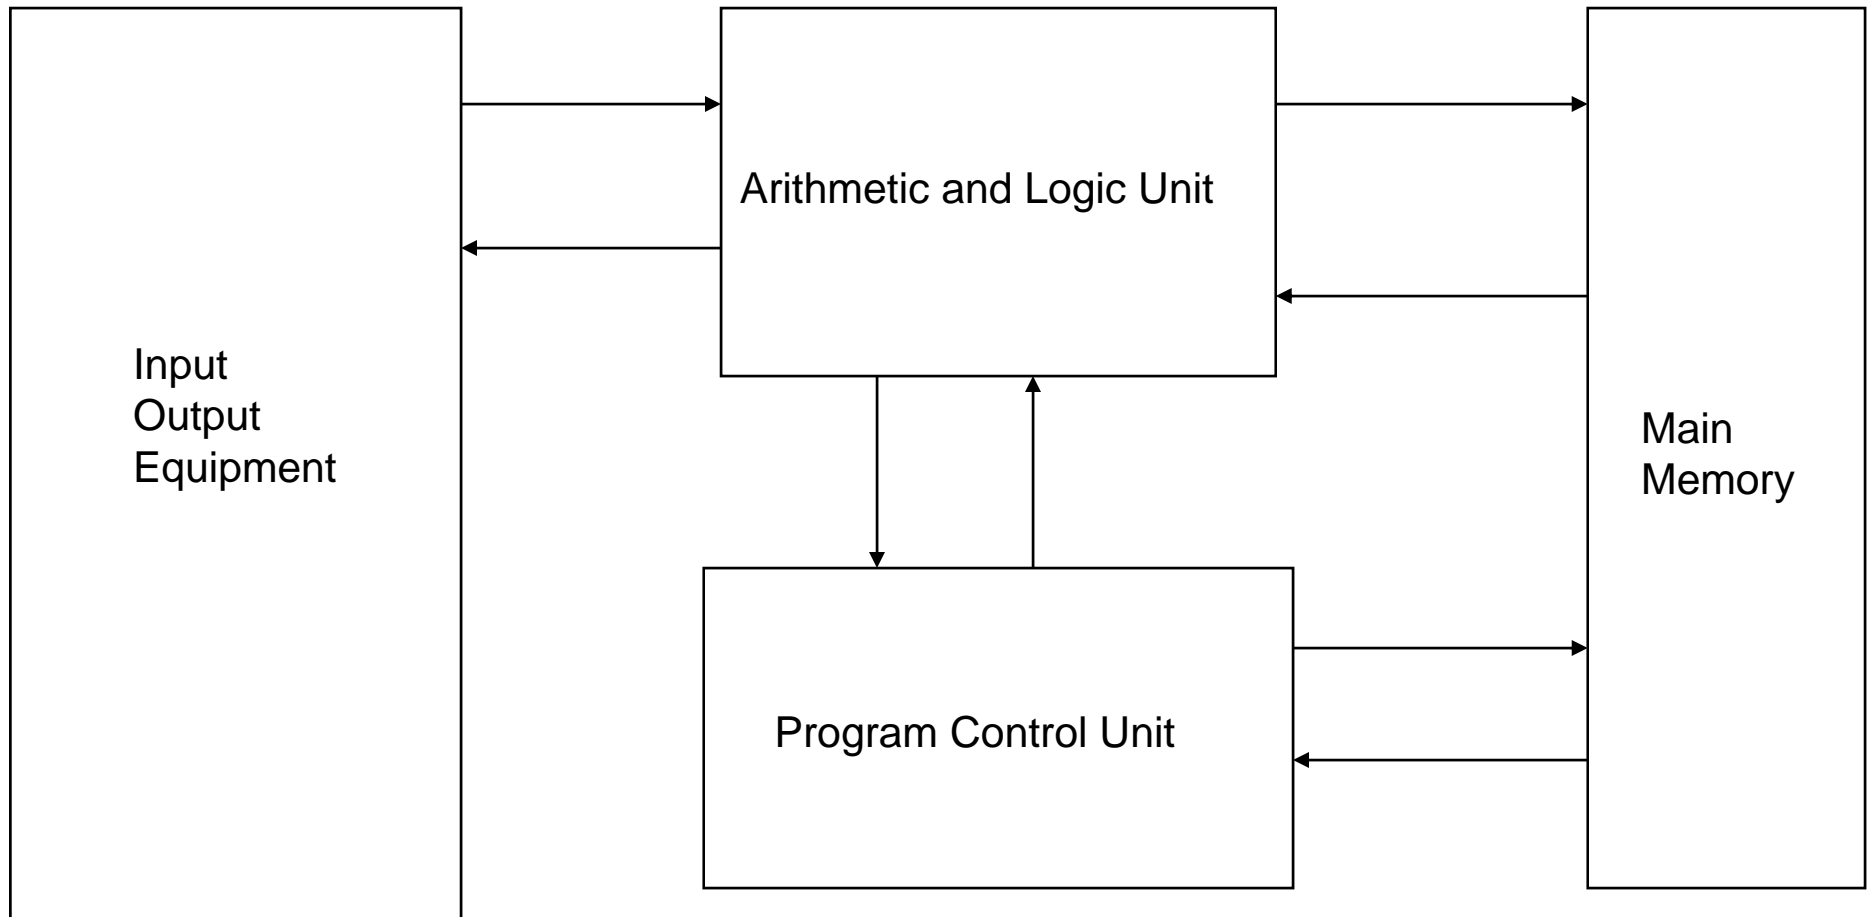 Input
Output
Equipment
Arithmetic and Logic Unit
Program Control Unit
Main
Memory